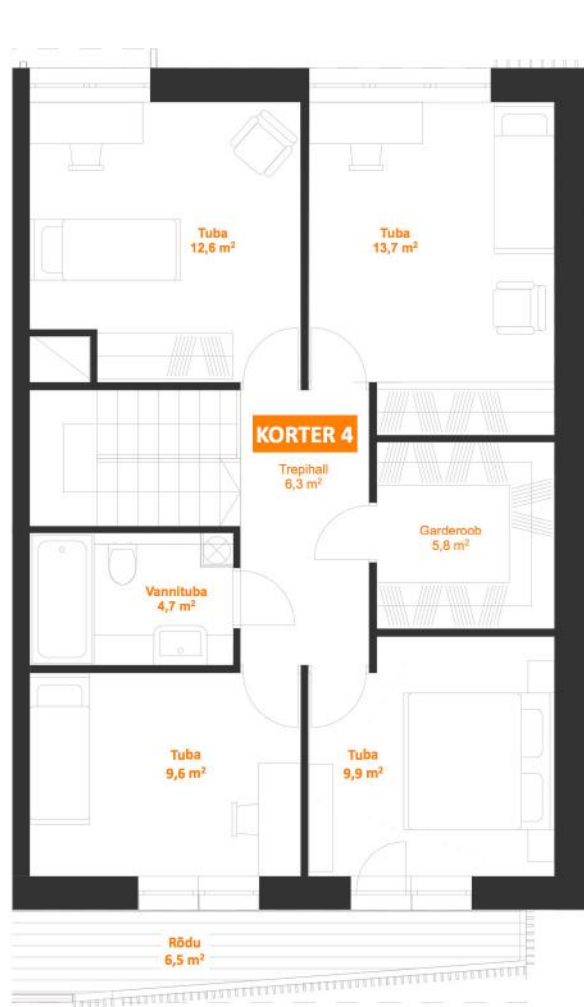 Tuba
12,6 m²
Tuba
13,7 m²
KORTER 4
Trepihall
6,3 m²
Garderoob
5,8 m²
Vannituba
4,7 m²
Tuba
9,6 m²
Tuba
9,9 m²
Rõdu
6,5 m²